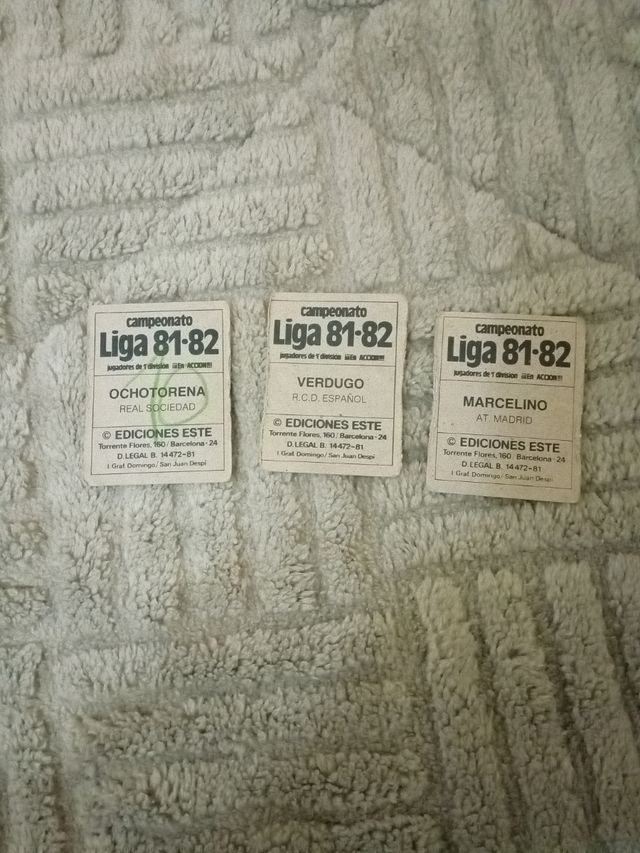 campeonato
Liga 81-82
jugadores de 1ª división ¡¡¡En ACCION!!!
OCHOTORENA
REAL SOCIEDAD
© EDICIONES ESTE
Torrente Flores, 160 / Barcelona - 24
D. LEGAL B. 14472-81
I. Graf. Domingo / San Juan Despi
campeonato
Liga 81-82
jugadores de 1ª división ¡¡¡En ACCION!!!
VERDUGO
R.C.D. ESPAÑOL
© EDICIONES ESTE
Torrente Flores, 160 / Barcelona - 24
D. LEGAL B. 14472-81
I. Graf. Domingo / San Juan Despi
campeonato
Liga 81-82
jugadores de 1ª división ¡¡¡En ACCION!!!
MARCELINO
AT. MADRID
© EDICIONES ESTE
Torrente Flores, 160 / Barcelona - 24
D. LEGAL B. 14472-81
I. Graf. Domingo / San Juan Despi